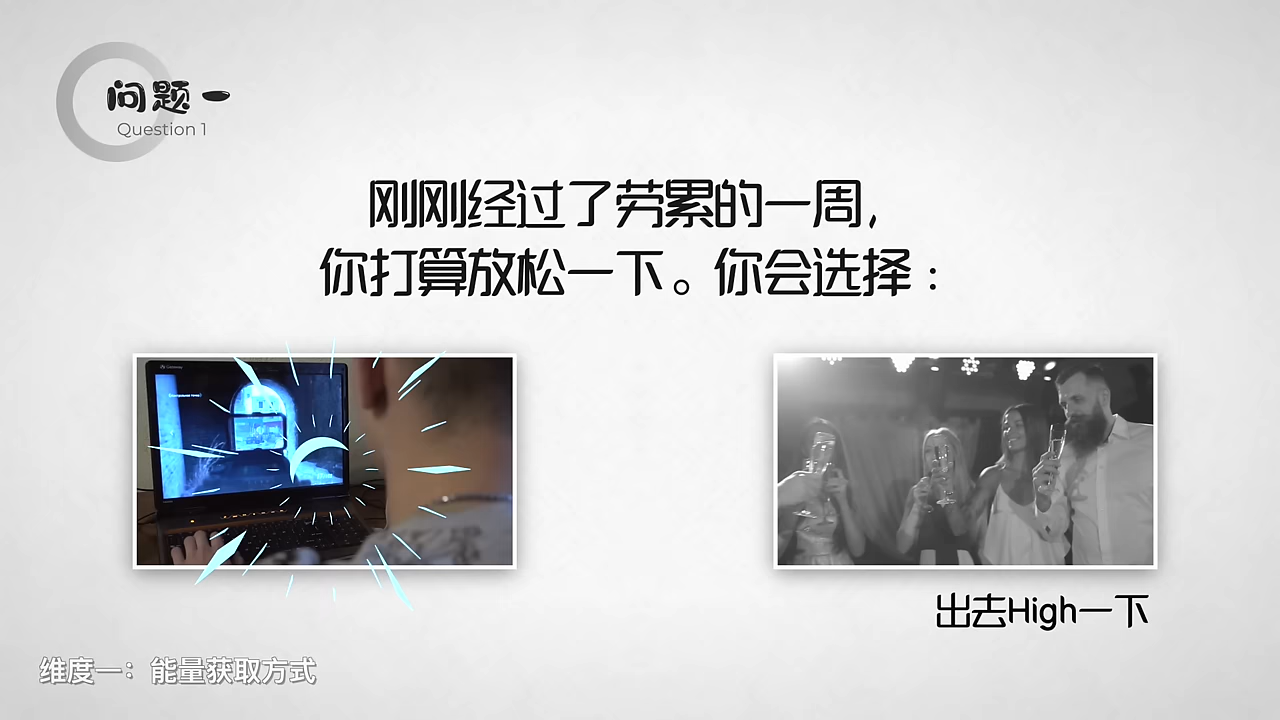 问题一
Question 1
刚刚经过了劳累的一周,
你打算放松一下。你会选择:
出去High一下
维度一:能量获取方式